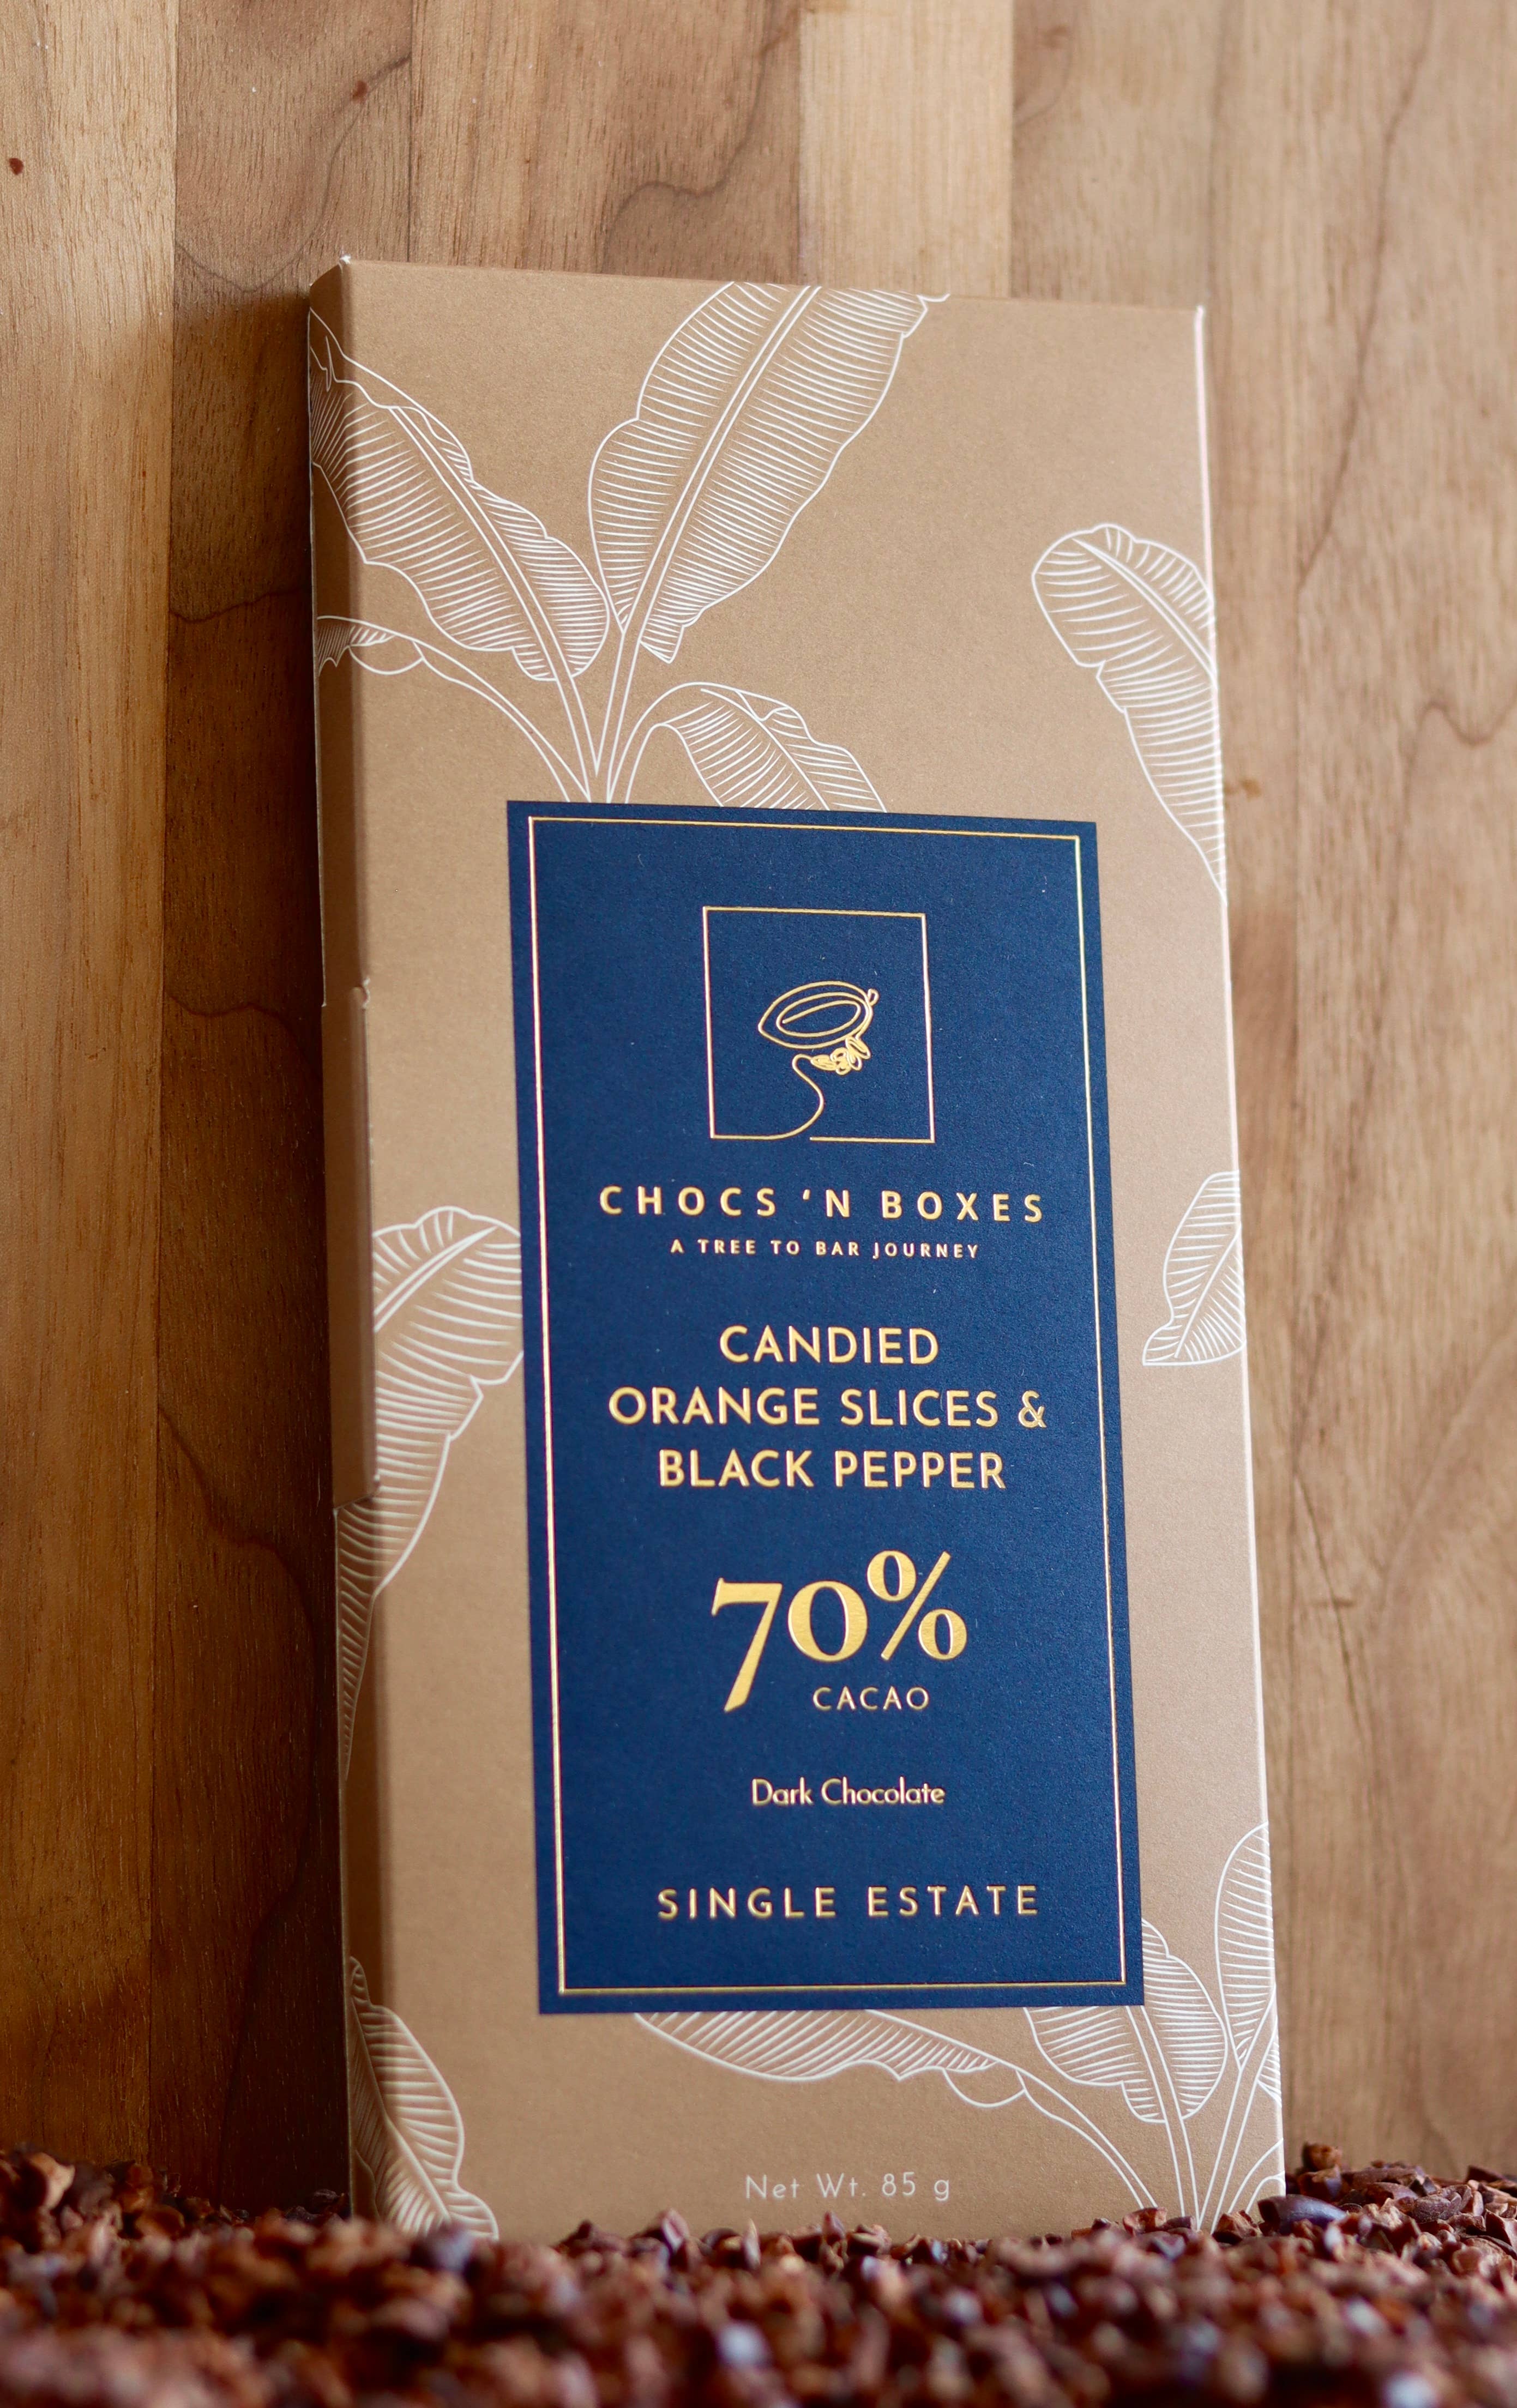 CHOCS 'N BOXES
A TREE TO BAR JOURNEY
CANDIED
ORANGE SLICES &
BLACK PEPPER
70%
CACAO
Dark Chocolate
SINGLE ESTATE
Net Wt. 85 g